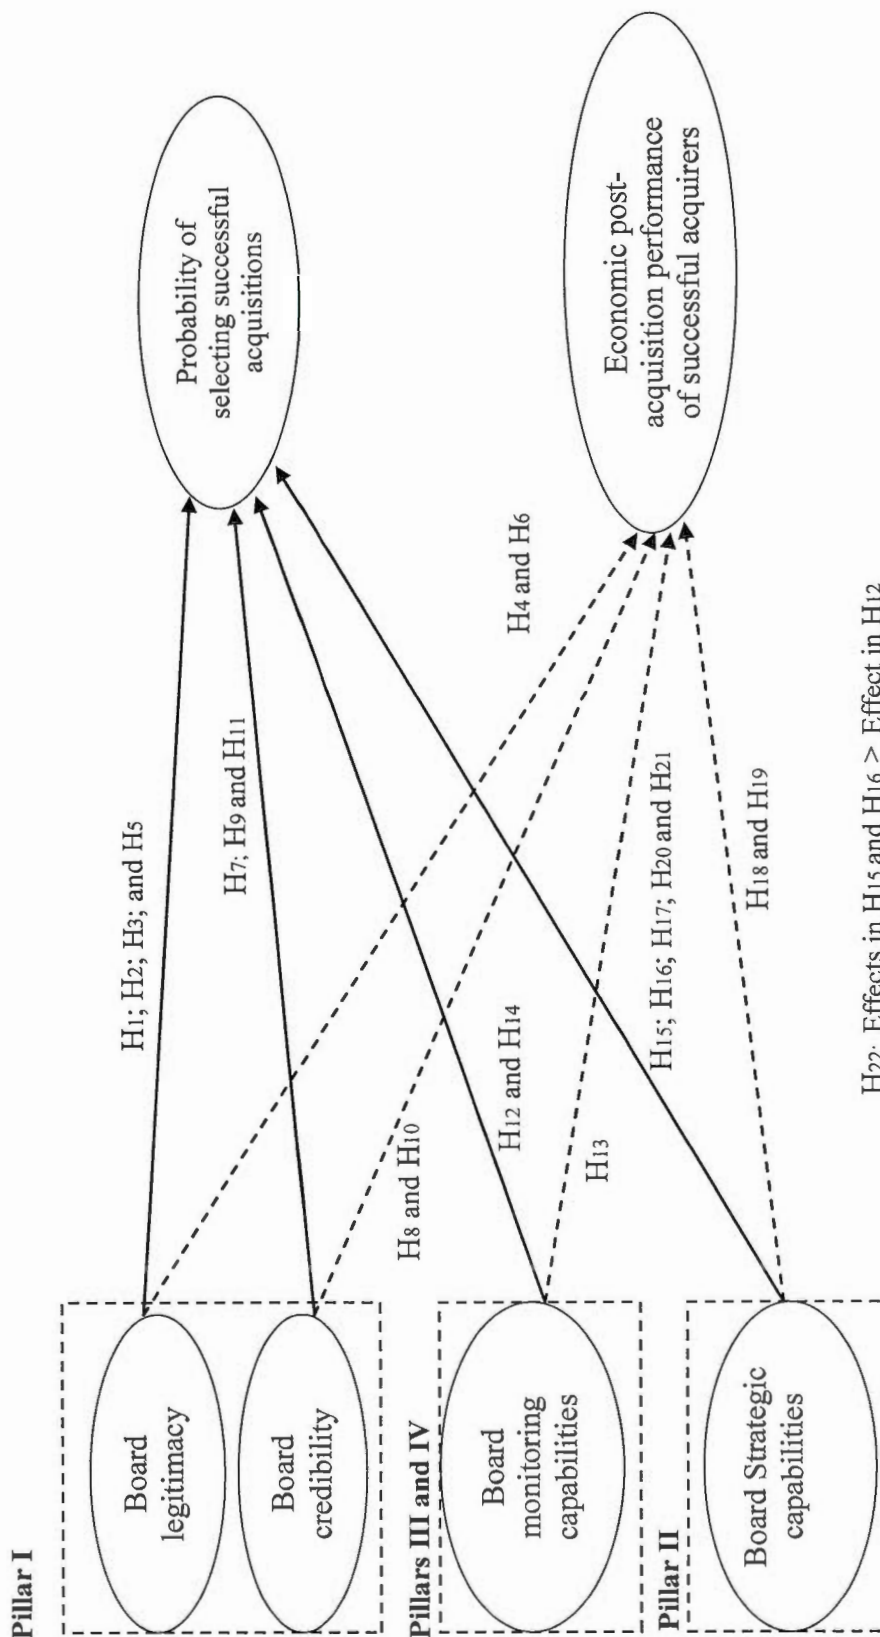 Pillar I
Board
legitimacy
Board
credibility
Pillars III and IV
Board
monitoring
capabilities
Pillar II
Board Strategic
capabilities
H1; H2; H3; and H5
H7; H9 and H11
H4 and H6
H8 and H10
H12 and H14
H13
H15; H16; H17; H20 and H21
H18 and H19
Probability of
selecting successful
acquisitions
Economic post-
acquisition performance
of successful acquirers
H22: Effects in H15 and H16 > Effect in H12